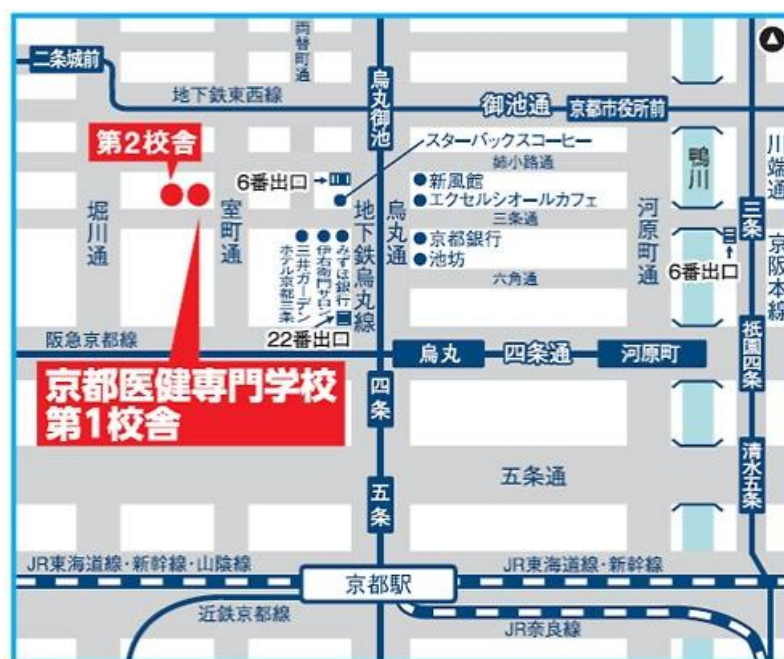 両替町通
二条城前
地下鉄東西線
烏丸御池
御池通
京都市役所前
スターバックスコーヒー
第2校舎
6番出口
姉小路通
新風館
エクセルシオールカフェ
三条通
京都銀行
池坊
六角通
堀川通
室町通
地下鉄烏丸線
烏丸通
河原町通
鴨川
川端通
京阪本線
三条
6番出口
みずほ銀行
伊右衛門サロン
三井ガーデン
ホテル京都三条
22番出口
阪急京都線
烏丸
四条通
河原町
祇園四条
京都医健専門学校
第1校舎
四条
清水五条
五条通
五条
JR東海道線・新幹線・山陰線
JR東海道線・新幹線
京都駅
近鉄京都線
JR奈良線